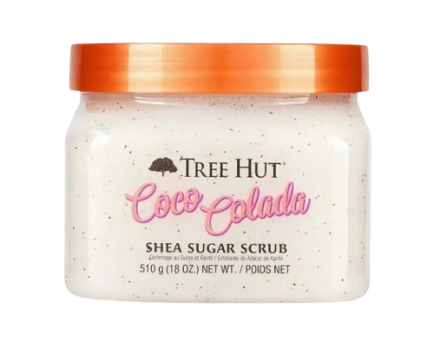 TREE HUT®
Coco Colada
SHEA SUGAR SCRUB
Gommage au Sucre et Karité / Exfoliante de Azúcar de Karité
510 g (18 OZ.) NET WT. / POIDS NET